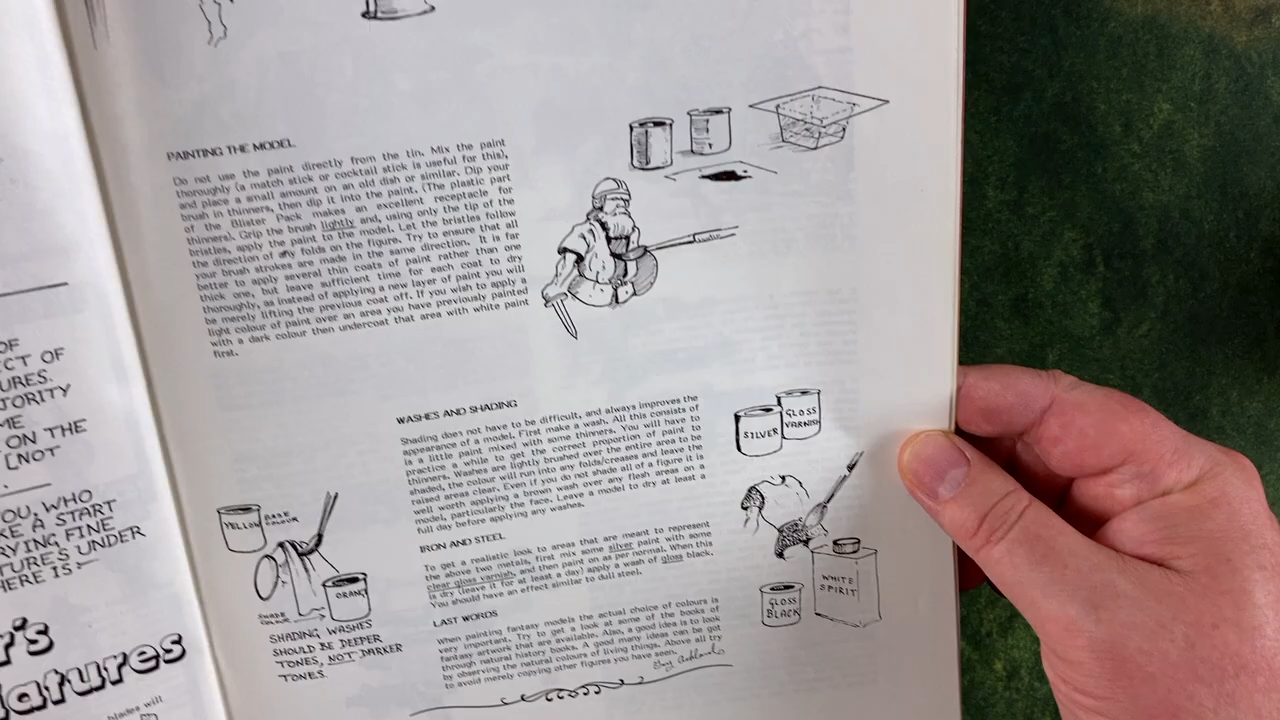 PAINTING THE MODEL
Do not use the paint directly from the tin. Mix the paint
thoroughly (a match stick or cocktail stick is useful for this),
and place a small amount on an old dish or similar. Dip your
brush in thinners, then dip it into the paint. (The plastic part
of the Blister Pack makes an excellent receptacle for
thinners). Grip the brush lightly and, using only the tip of the
bristles, apply the paint to the model. Let the bristles follow
the direction of any folds on the figure. Try to ensure that all
your brush strokes are made in the same direction. It is far
better to apply several thin coats of paint rather than one
thick one, but leave sufficient time for each coat to dry
thoroughly, as instead of applying a new layer of paint you will
be merely lifting the previous coat off. If you wish to apply a
light colour of paint over an area you have previously painted
with a dark colour then undercoat that area with white paint
first.
WASHES AND SHADING
Shading does not have to be difficult, and always improves the
appearance of a model. First make a wash. All this consists of
is a little paint mixed with some thinners. You will have to
practice a while to get the correct proportion of paint to
thinners. Washes are lightly brushed over the entire area to be
shaded, the colour will run into any folds/creases and leave the
raised areas clear. Even if you do not shade all of a figure it is
well worth applying a brown wash over any flesh areas on a
model, particularly the face. Leave a model to dry at least a
full day before applying any washes.
IRON AND STEEL
To get a realistic look to areas that are meant to represent
the above two metals, first mix some silver paint with some
clear gloss varnish, and then paint on as per normal. When this
is dry (leave it for at least a day) apply a wash of gloss black.
You should have an effect similar to dull steel.
LAST WORDS
When painting fantasy models the actual choice of colours is
very important. Try to get a look at some of the books of
fantasy artwork that are available. Also, a good idea is to look
through natural history books. A good many ideas can be got
by observing the natural colours of living things. Above all try
to avoid merely copying other figures you have seen.
SILVER
GLOSS
VARNISH
WHITE
SPIRIT
GLOSS
BLACK
YELLOW
BASE
COLOUR
ORANGE
SHADE
COLOUR
SHADING WASHES
SHOULD BE DEEPER
TONES, NOT DARKER
TONES.
OF
CT OF
URES.
JORITY
ME
ON THE
[NOT
OU, WHO
KE A START
RYING FINE
TURE'S UNDER
HERE IS:-
r's
atures
blades will